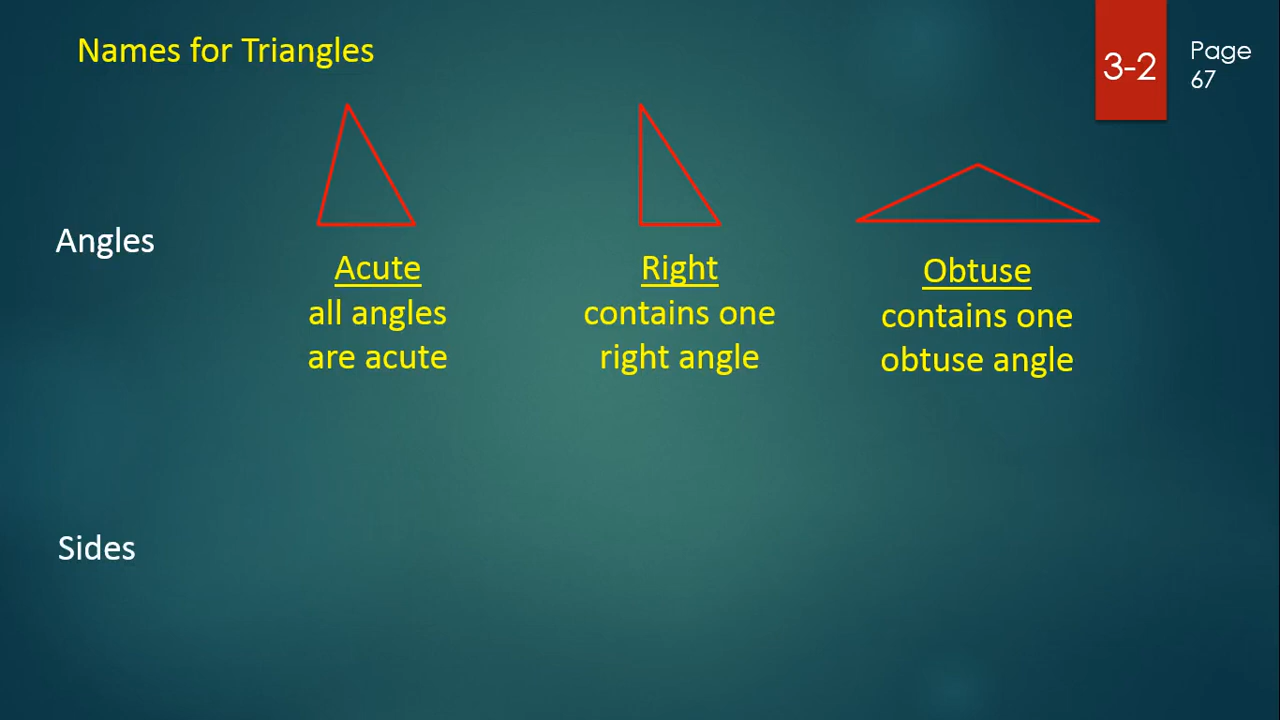 Names for Triangles
3-2
Page
67
Angles
Acute
all angles
are acute
Right
contains one
right angle
Obtuse
contains one
obtuse angle
Sides